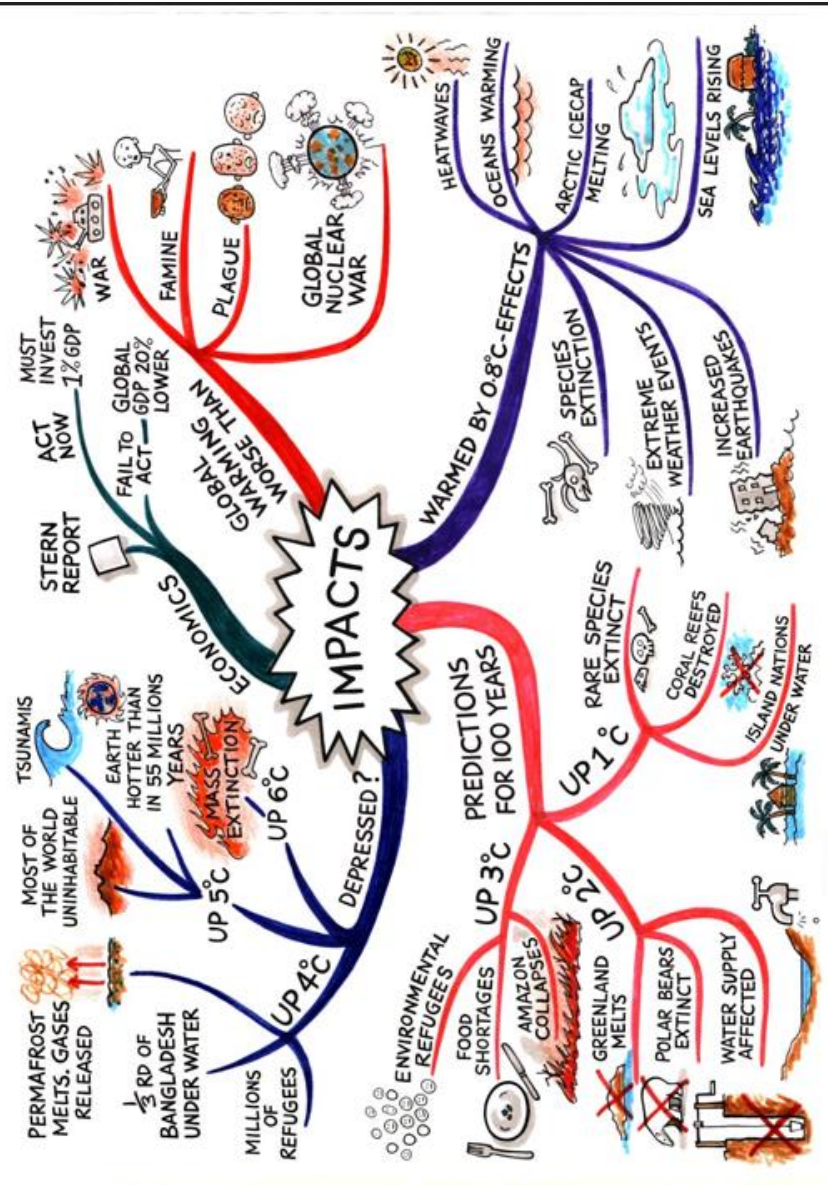 IMPACTS
GLOBAL
WARMING
WORSE THAN
WAR
FAMINE
PLAGUE
GLOBAL
NUCLEAR
WAR
WARMED BY 0.8°C-EFFECTS
HEATWAVES
OCEANS WARMING
ARCTIC ICECAP
MELTING
SEA LEVELS RISING
SPECIES
EXTINCTION
EXTREME
WEATHER EVENTS
INCREASED
EARTHQUAKES
PREDICTIONS
FOR 100 YEARS
UP 1°C
RARE SPECIES
EXTINCT
CORAL REEFS
DESTROYED
ISLAND NATIONS
UNDER WATER
UP 2°C
GREENLAND
MELTS
POLAR BEARS
EXTINCT
WATER SUPPLY
AFFECTED
UP 3°C
ENVIRONMENTAL
REFUGEES
FOOD
SHORTAGES
AMAZON
COLLAPSES
DEPRESSED?
UP 4°C
MILLIONS
OF
REFUGEES
1/3 RD OF
BANGLADESH
UNDER WATER
PERMAFROST
MELTS. GASES
RELEASED
UP 5°C
MOST OF
THE WORLD
UNINHABITABLE
TSUNAMIS
EARTH
HOTTER THAN
IN 55 MILLIONS
YEARS
UP 6°C
MASS
EXTINCTION
ECONOMICS
STERN
REPORT
ACT
NOW
MUST
INVEST
1% GDP
FAIL TO
ACT
GLOBAL
GDP 20%
LOWER